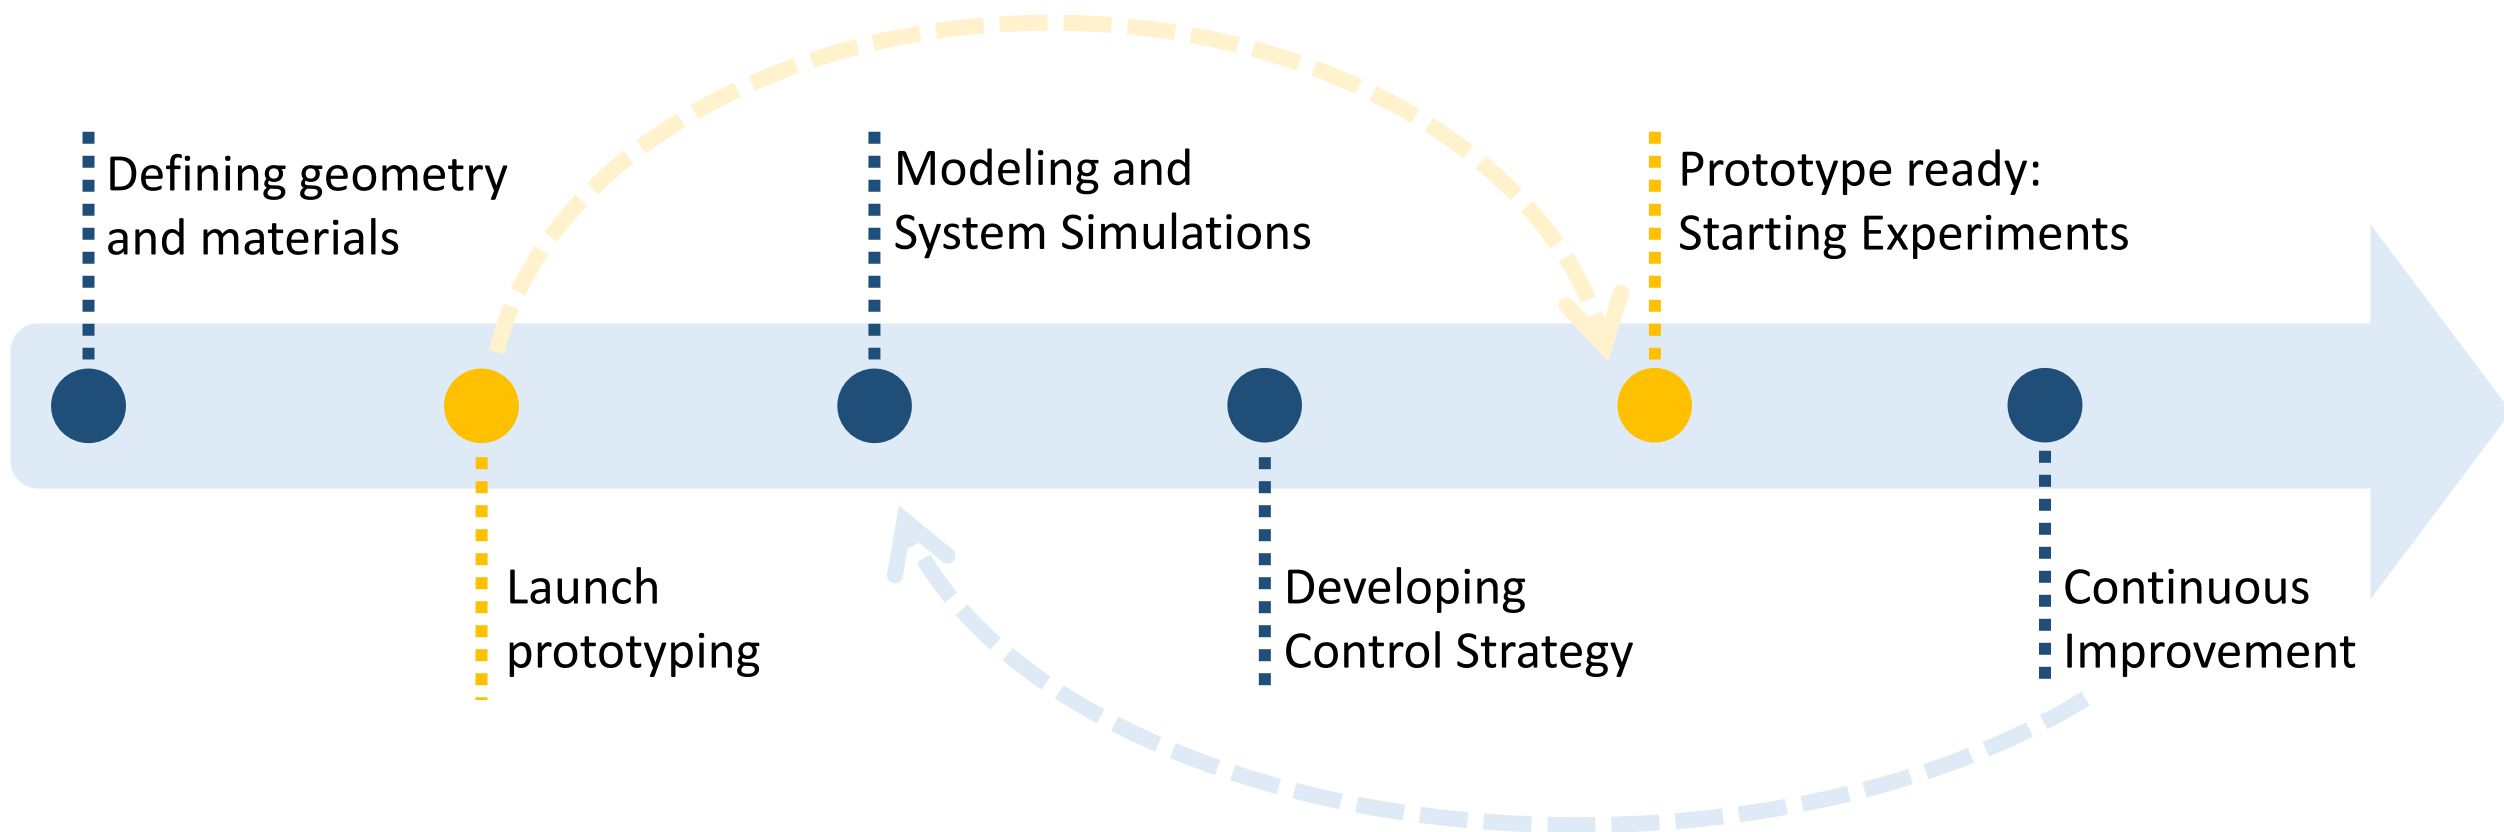 Defining geometry
and materials
Launch
prototyping
Modeling and
System Simulations
Developing
Control Strategy
Prototype ready:
Starting Experiments
Continuous
Improvement